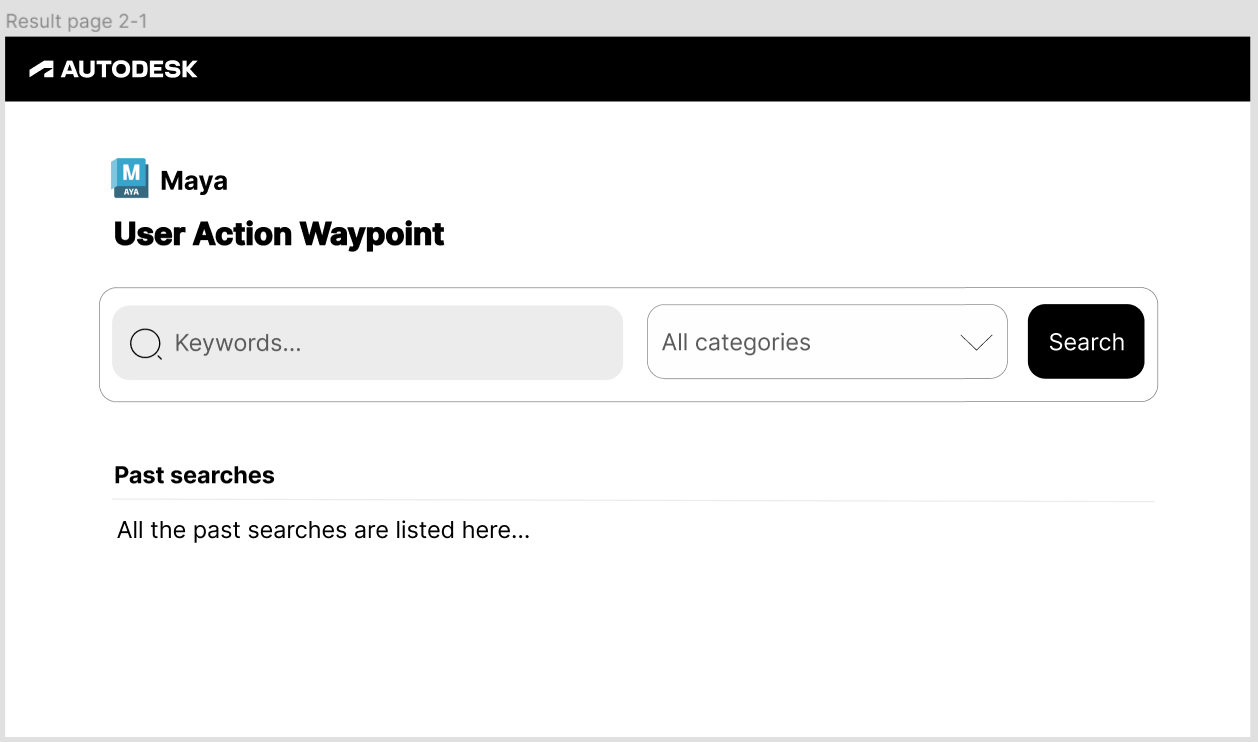 Result page 2-1
AUTODESK
M
AYA
Maya
User Action Waypoint
Keywords...
All categories
Search
Past searches
All the past searches are listed here...